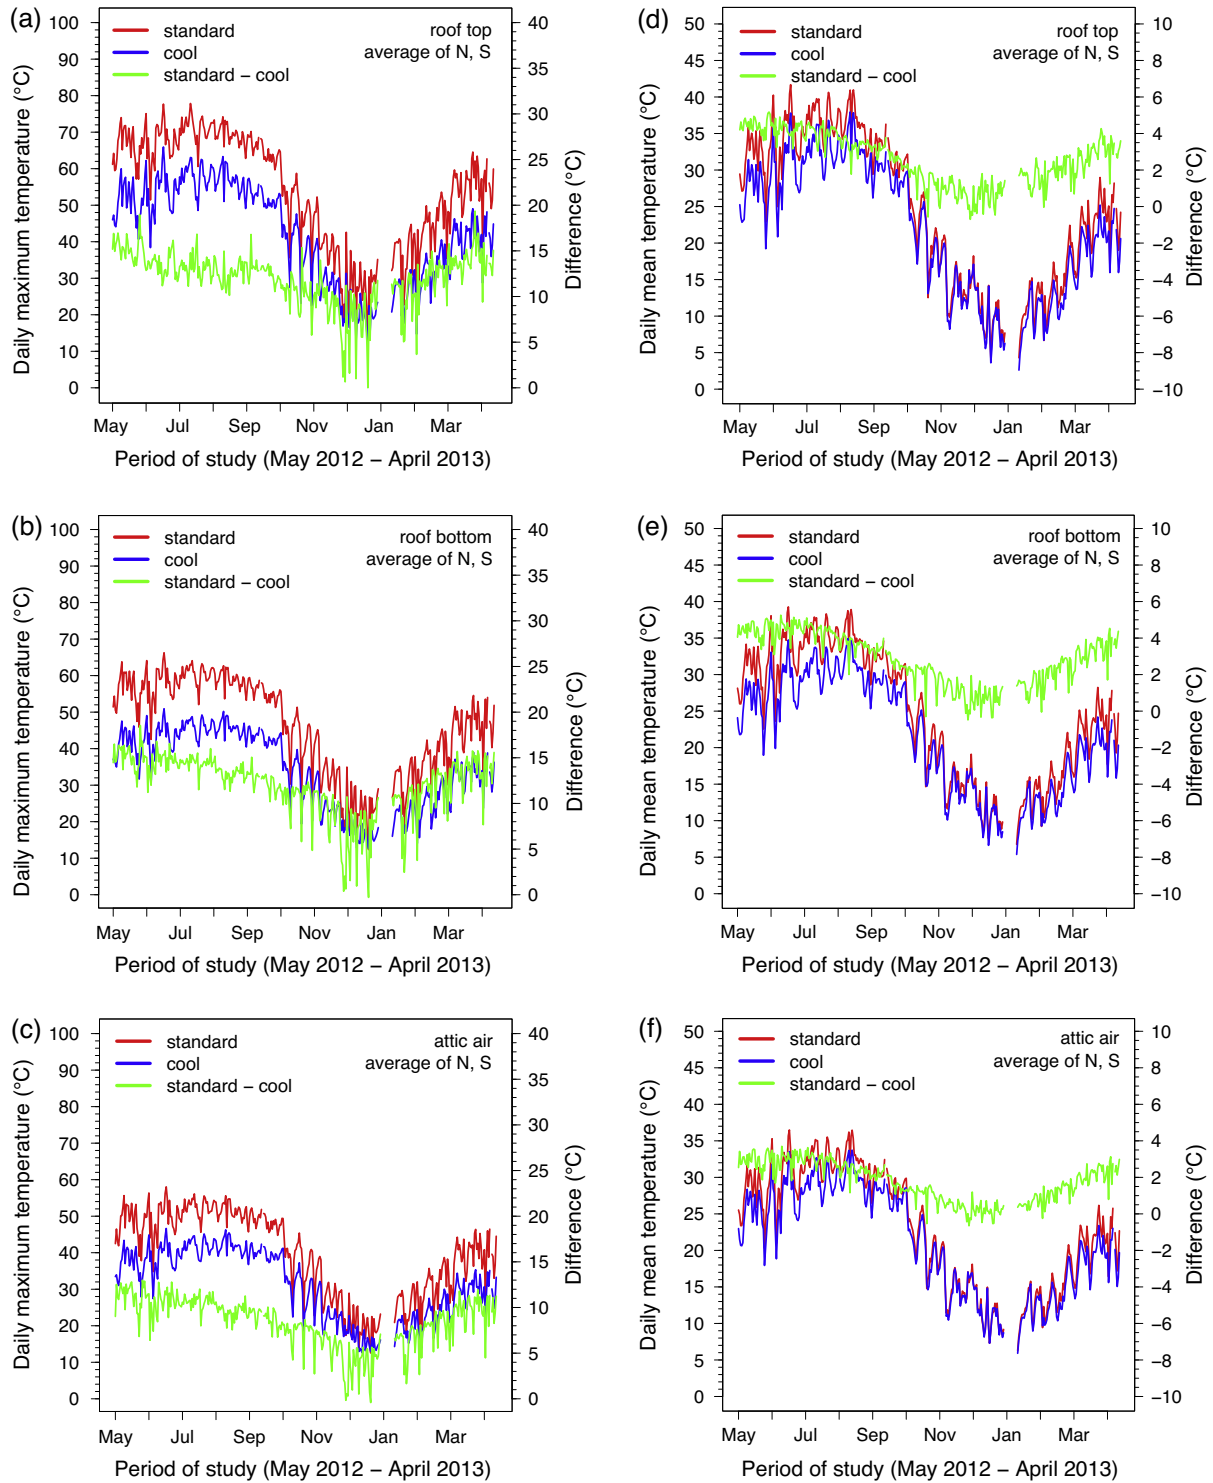 (a)
standard
cool
standard – cool
roof top
average of N, S
Daily maximum temperature (°C)
100
90
80
70
60
50
40
30
20
10
0
Difference (°C)
40
35
30
25
20
15
10
5
0
May Jul Sep Nov Jan Mar
Period of study (May 2012 – April 2013)
(d)
standard
cool
standard – cool
roof top
average of N, S
Daily mean temperature (°C)
50
45
40
35
30
25
20
15
10
5
0
Difference (°C)
10
8
6
4
2
0
−2
−4
−6
−8
−10
May Jul Sep Nov Jan Mar
Period of study (May 2012 – April 2013)
(b)
standard
cool
standard – cool
roof bottom
average of N, S
Daily maximum temperature (°C)
100
90
80
70
60
50
40
30
20
10
0
Difference (°C)
40
35
30
25
20
15
10
5
0
May Jul Sep Nov Jan Mar
Period of study (May 2012 – April 2013)
(e)
standard
cool
standard – cool
roof bottom
average of N, S
Daily mean temperature (°C)
50
45
40
35
30
25
20
15
10
5
0
Difference (°C)
10
8
6
4
2
0
−2
−4
−6
−8
−10
May Jul Sep Nov Jan Mar
Period of study (May 2012 – April 2013)
(c)
standard
cool
standard – cool
attic air
average of N, S
Daily maximum temperature (°C)
100
90
80
70
60
50
40
30
20
10
0
Difference (°C)
40
35
30
25
20
15
10
5
0
May Jul Sep Nov Jan Mar
Period of study (May 2012 – April 2013)
(f)
standard
cool
standard – cool
attic air
average of N, S
Daily mean temperature (°C)
50
45
40
35
30
25
20
15
10
5
0
Difference (°C)
10
8
6
4
2
0
−2
−4
−6
−8
−10
May Jul Sep Nov Jan Mar
Period of study (May 2012 – April 2013)